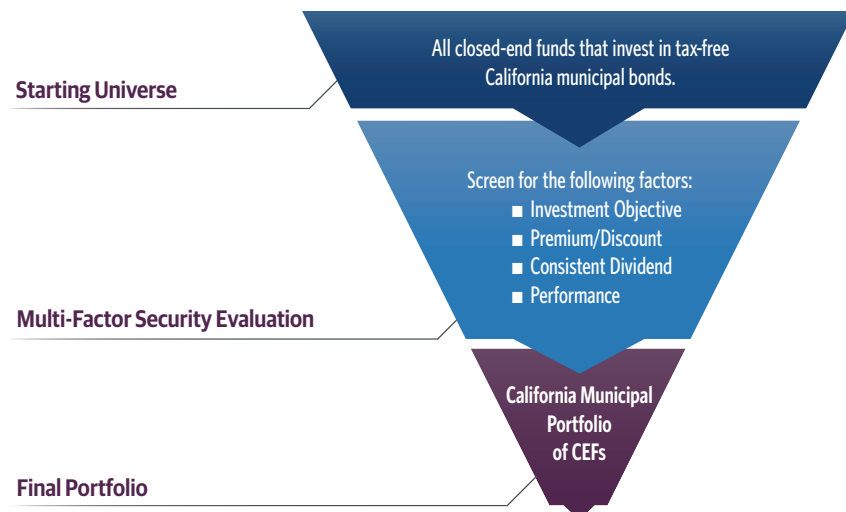 All closed-end funds that invest in tax-free
California municipal bonds.
Starting Universe
Screen for the following factors:
■ Investment Objective
■ Premium/Discount
■ Consistent Dividend
■ Performance
Multi-Factor Security Evaluation
California Municipal
Portfolio
of CEFs
Final Portfolio